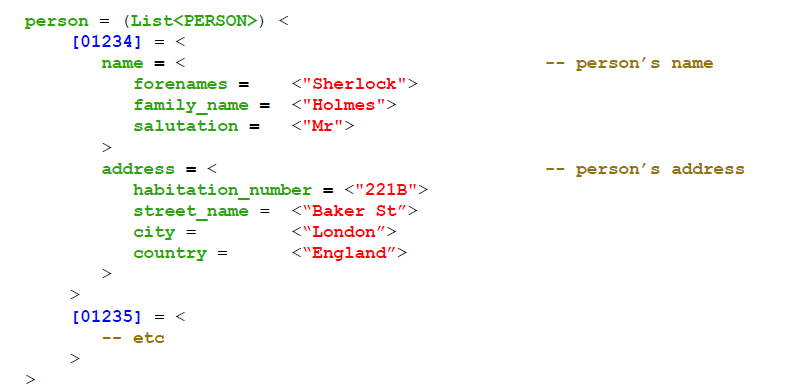 person = (List<PERSON>) <
[01234] = <
name = < -- person’s name
forenames = <"Sherlock">
family_name = <"Holmes">
salutation = <"Mr">
>
address = < -- person’s address
habitation_number = <"221B">
street_name = <“Baker St”>
city = <“London”>
country = <“England”>
>
>
[01235] = <
-- etc
>
>